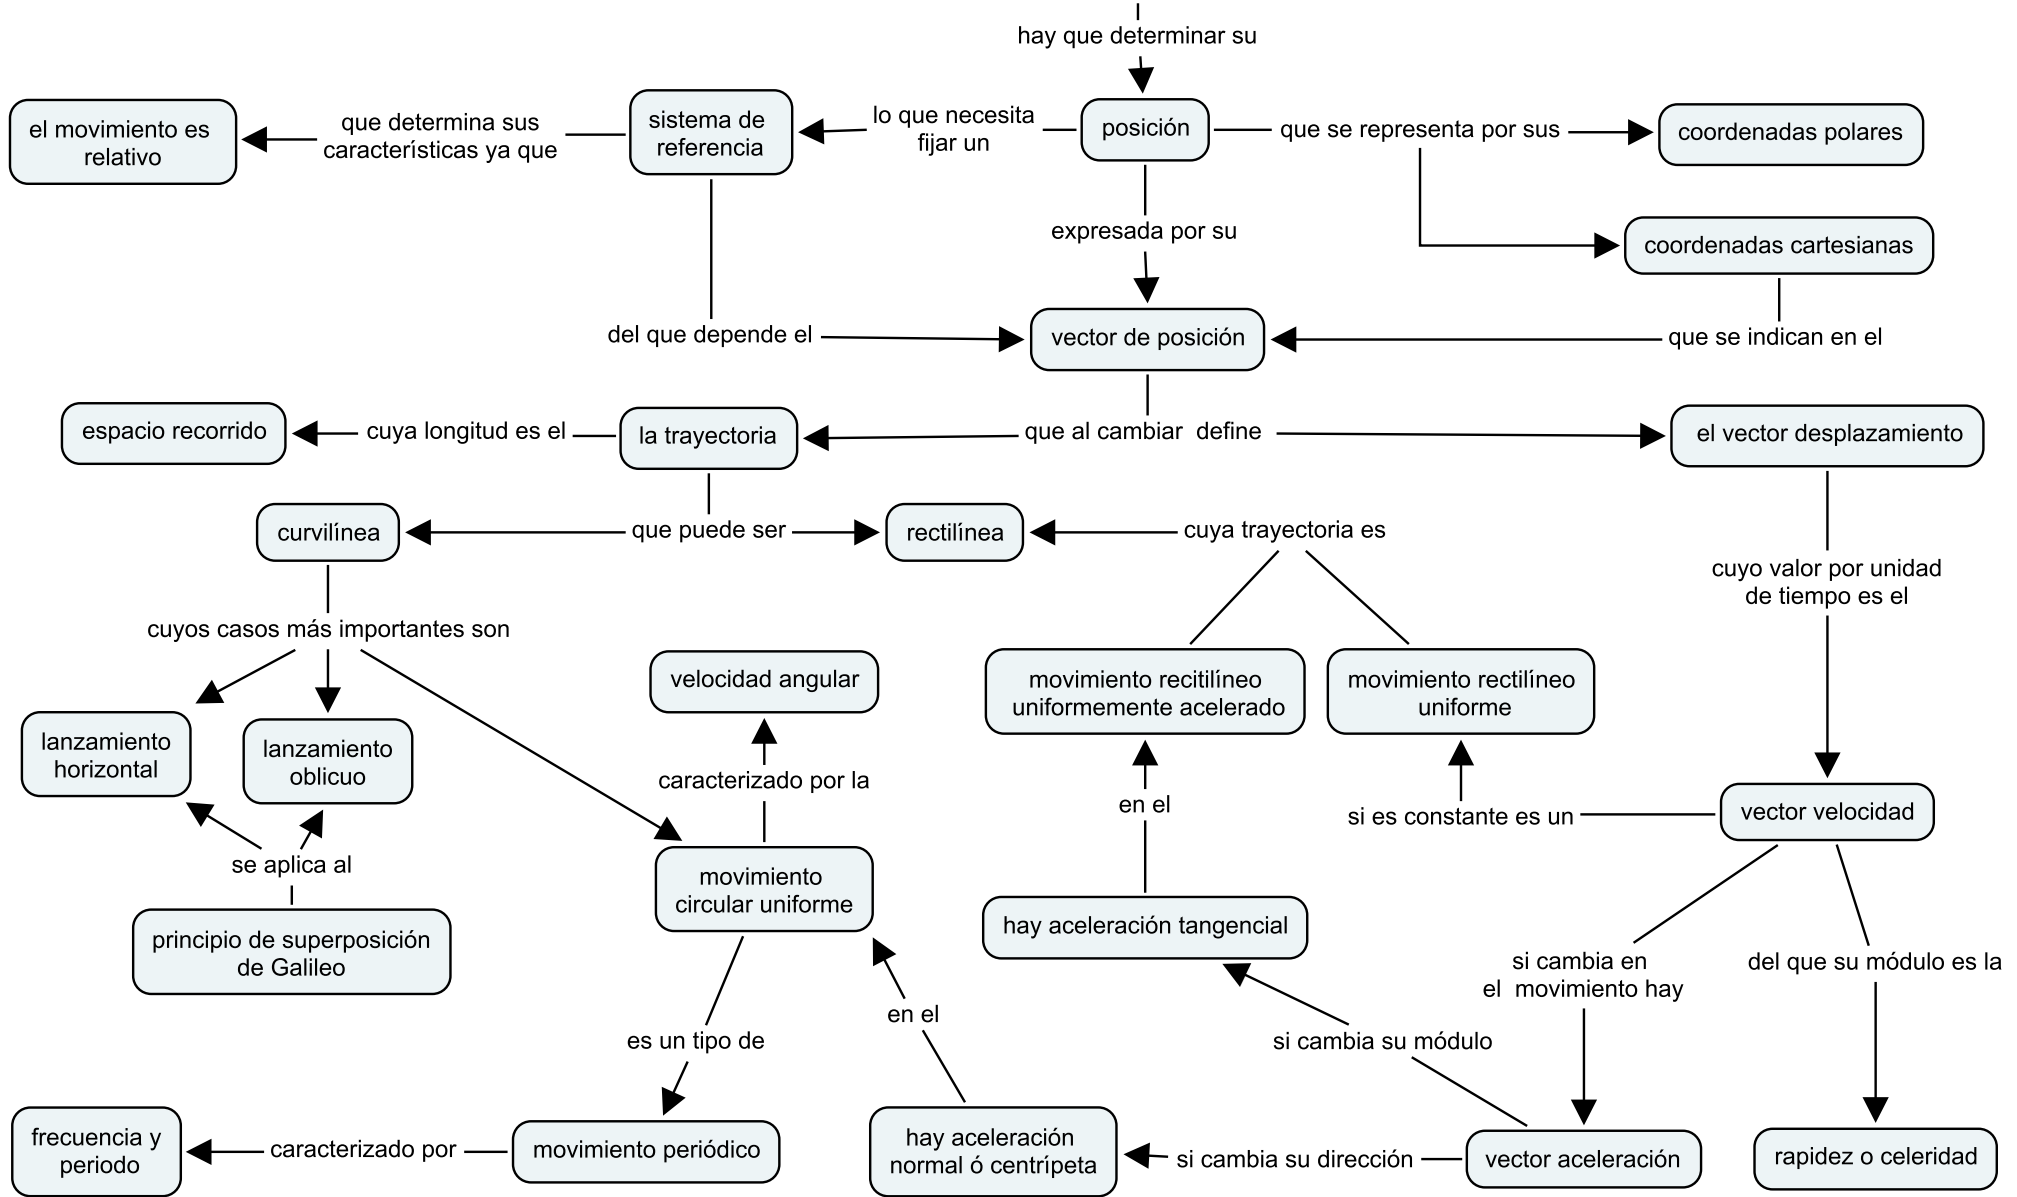 hay que determinar su
el movimiento es
relativo
que determina sus
características ya que
sistema de
referencia
lo que necesita
fijar un
posición
que se representa por sus
coordenadas polares
expresada por su
coordenadas cartesianas
del que depende el
vector de posición
que se indican en el
espacio recorrido
cuya longitud es el
la trayectoria
que al cambiar  define
el vector desplazamiento
curvilínea
que puede ser
rectilínea
cuya trayectoria es
cuyo valor por unidad
de tiempo es el
cuyos casos más importantes son
velocidad angular
movimiento recitilíneo
uniformemente acelerado
movimiento rectilíneo
uniforme
lanzamiento
horizontal
lanzamiento
oblicuo
caracterizado por la
en el
si es constante es un
vector velocidad
se aplica al
movimiento
circular uniforme
principio de superposición
de Galileo
hay aceleración tangencial
si cambia en
el  movimiento hay
del que su módulo es la
en el
es un tipo de
si cambia su módulo
frecuencia y
periodo
caracterizado por
movimiento periódico
hay aceleración
normal ó centrípeta
si cambia su dirección
vector aceleración
rapidez o celeridad